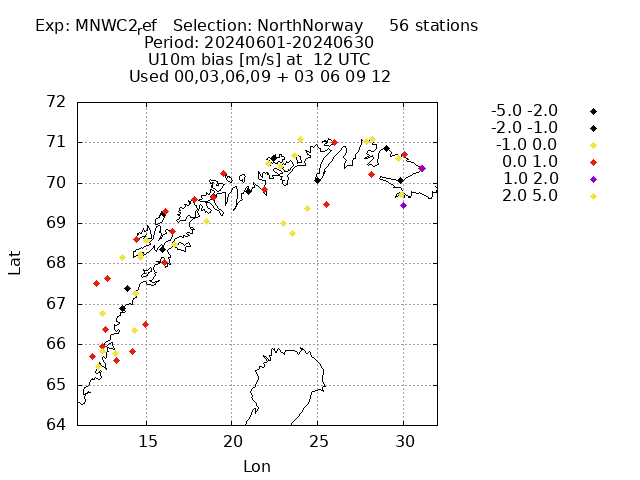 Exp: MNWC2ref Selection: NorthNorway 56 stations
Period: 20240601-20240630
U10m bias [m/s] at 12 UTC
Used 00,03,06,09 + 03 06 09 12
72
71
70
69
68
67
66
65
64
Lat
15 20 25 30
Lon
-5.0 -2.0
-2.0 -1.0
-1.0 0.0
0.0 1.0
1.0 2.0
2.0 5.0